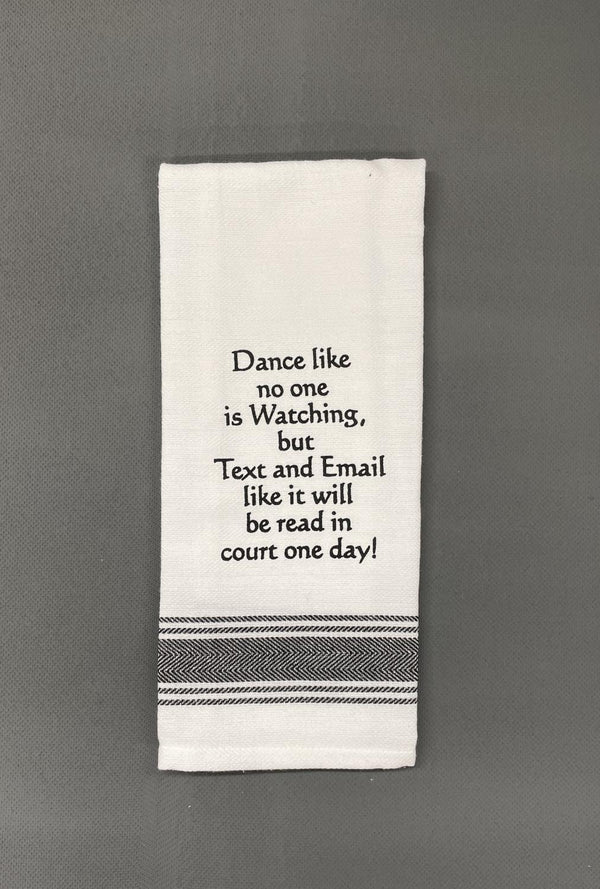 Dance like
no one
is Watching,
but
Text and Email
like it will
be read in
court one day!